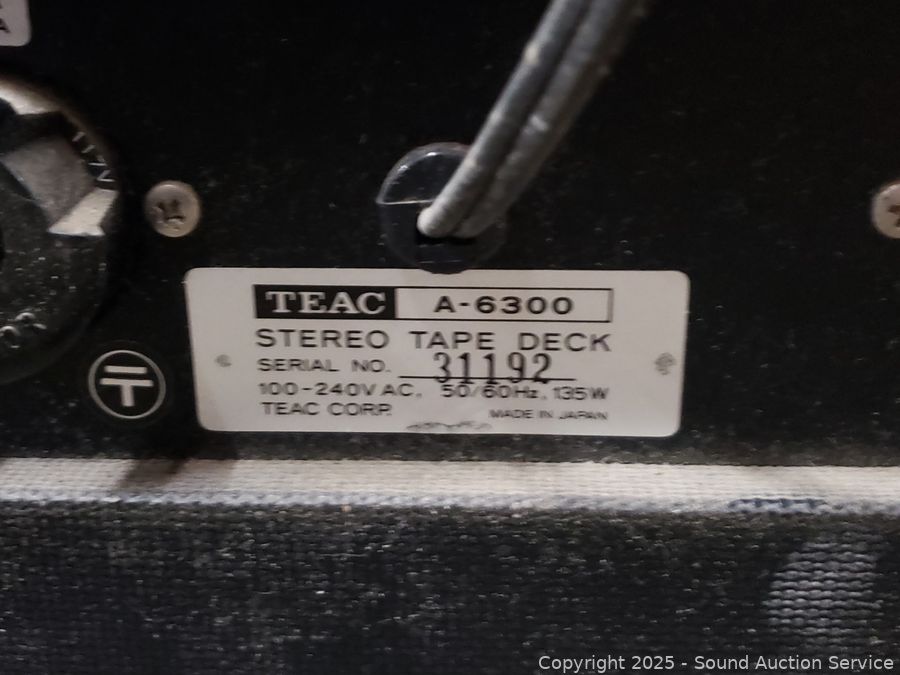 A
TEAC A-6300
STEREO TAPE DECK
SERIAL NO. 31192
100-240V AC, 50/60Hz, 135W
TEAC CORP. MADE IN JAPAN
Copyright © 2025 - Sound Auction Service